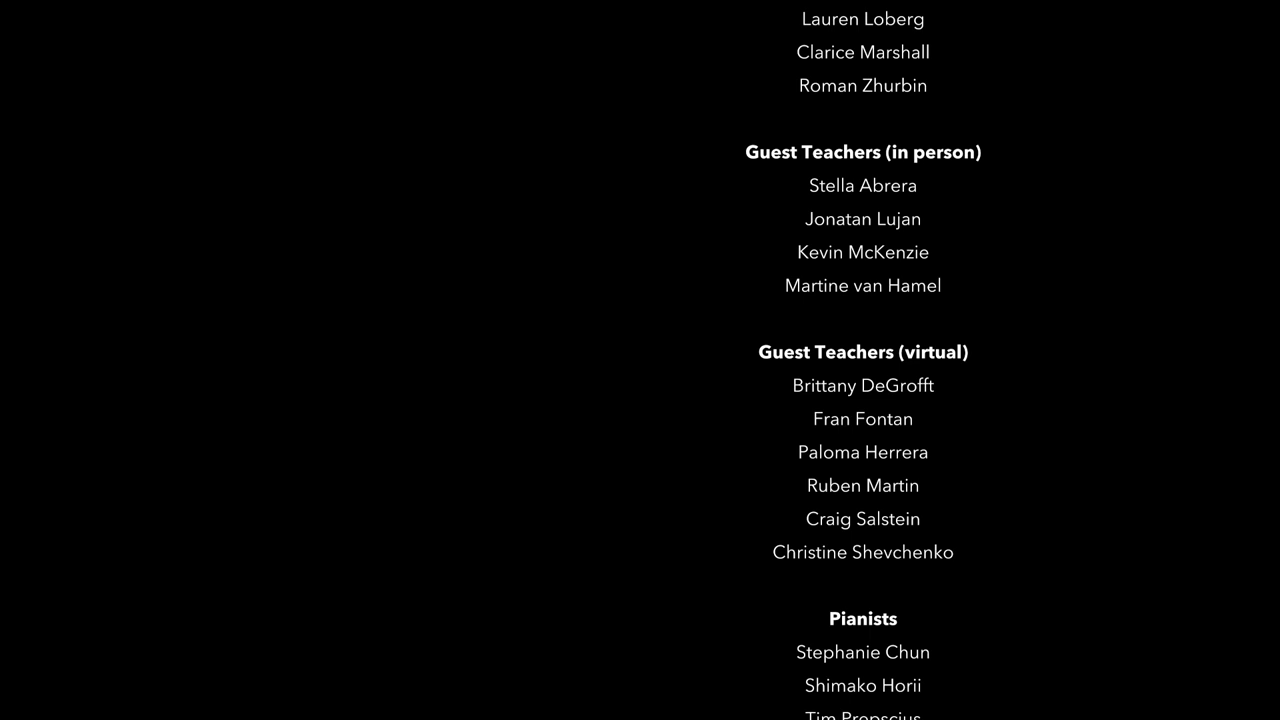 Lauren Loberg
Clarice Marshall
Roman Zhurbin
Guest Teachers (in person)
Stella Abrera
Jonatan Lujan
Kevin McKenzie
Martine van Hamel
Guest Teachers (virtual)
Brittany DeGrofft
Fran Fontan
Paloma Herrera
Ruben Martin
Craig Salstein
Christine Shevchenko
Pianists
Stephanie Chun
Shimako Horii
Tim